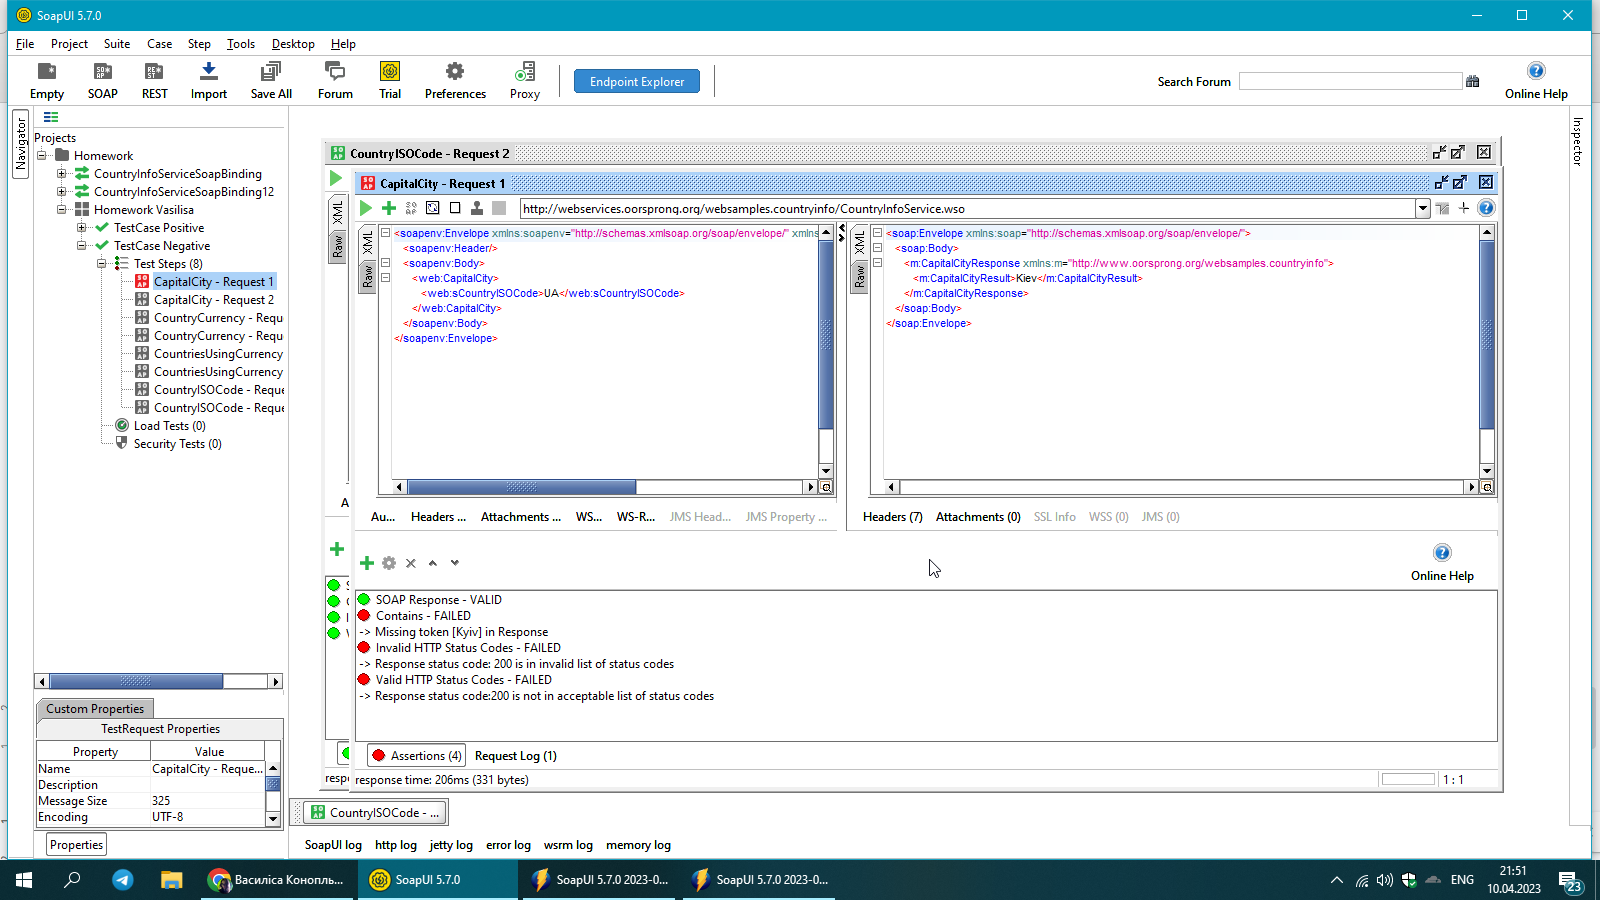 SoapUI 5.7.0
File Project Suite Case Step Tools Desktop Help
Empty SOAP REST Import Save All Forum Trial Preferences Proxy
Endpoint Explorer
Search Forum
Online Help
Navigator
Inspector
Projects
Homework
CountryInfoServiceSoapBinding
CountryInfoServiceSoapBinding12
Homework Vasilisa
TestCase Positive
TestCase Negative
Test Steps (8)
CapitalCity - Request 1
CapitalCity - Request 2
CountryCurrency - Requ
CountryCurrency - Requ
CountriesUsingCurrency
CountriesUsingCurrency
CountryISOCode - Reque
CountryISOCode - Reque
Load Tests (0)
Security Tests (0)
Custom Properties
TestRequest Properties
Property Value
Name CapitalCity - Reque...
Description
Message Size 325
Encoding UTF-8
Properties
CountryISOCode - Request 2
XML
Raw
CapitalCity - Request 1
http://webservices.oorsprong.org/websamples.countryinfo/CountryInfoService.wso
XML
Raw
<soapenv:Envelope xmlns:soapenv="http://schemas.xmlsoap.org/soap/envelope/" xmlns
<soapenv:Header/>
<soapenv:Body>
<web:CapitalCity>
<web:sCountryISOCode>UA</web:sCountryISOCode>
</web:CapitalCity>
</soapenv:Body>
</soapenv:Envelope>
XML
Raw
<soap:Envelope xmlns:soap="http://schemas.xmlsoap.org/soap/envelope/">
<soap:Body>
<m:CapitalCityResponse xmlns:m="http://www.oorsprong.org/websamples.countryinfo">
<m:CapitalCityResult>Kiev</m:CapitalCityResult>
</m:CapitalCityResponse>
</soap:Body>
</soap:Envelope>
A
Au... Headers ... Attachments ... WS... WS-R... JMS Head... JMS Property ...
Headers (7) Attachments (0) SSL Info WSS (0) JMS (0)
Online Help
SOAP Response - VALID
Contains - FAILED
-> Missing token [Kyiv] in Response
Invalid HTTP Status Codes - FAILED
-> Response status code: 200 is in invalid list of status codes
Valid HTTP Status Codes - FAILED
-> Response status code:200 is not in acceptable list of status codes
Assertions (4) Request Log (1)
respo
response time: 206ms (331 bytes)
1 : 1
CountryISOCode - ...
SoapUI log http log jetty log error log wsrm log memory log
Василіса Конопль...
SoapUI 5.7.0
SoapUI 5.7.0 2023-0...
SoapUI 5.7.0 2023-0...
ENG
21:51
10.04.2023
23